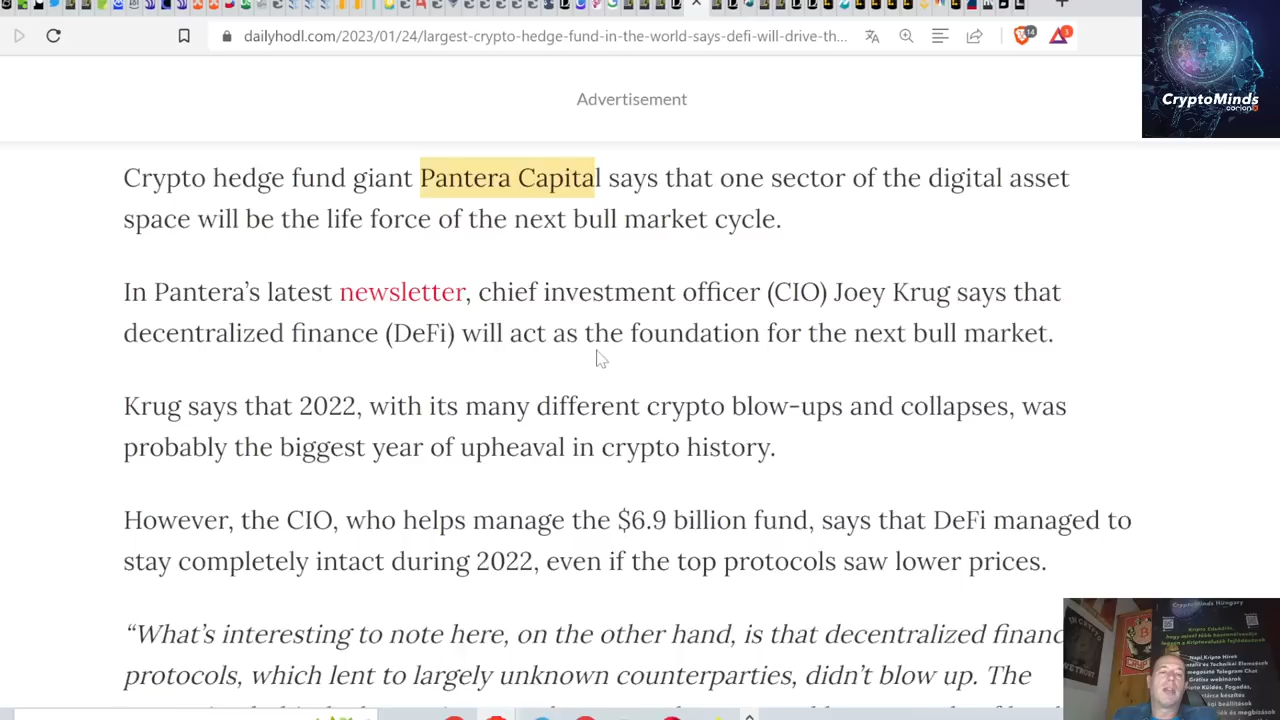 dailyhodl.com/2023/01/24/largest-crypto-hedge-fund-in-the-world-says-defi-will-drive-th...
14
3
CryptoMinds
Advertisement
Crypto hedge fund giant Pantera Capital says that one sector of the digital asset
space will be the life force of the next bull market cycle.
In Pantera’s latest newsletter, chief investment officer (CIO) Joey Krug says that
decentralized finance (DeFi) will act as the foundation for the next bull market.
Krug says that 2022, with its many different crypto blow-ups and collapses, was
probably the biggest year of upheaval in crypto history.
However, the CIO, who helps manage the $6.9 billion fund, says that DeFi managed to
stay completely intact during 2022, even if the top protocols saw lower prices.
“What’s interesting to note here, on the other hand, is that decentralized financ
protocols, which lent to largely unknown counterparties, didn’t blow up. The
CryptoMinds Hungary
Napi Kripto Hírek